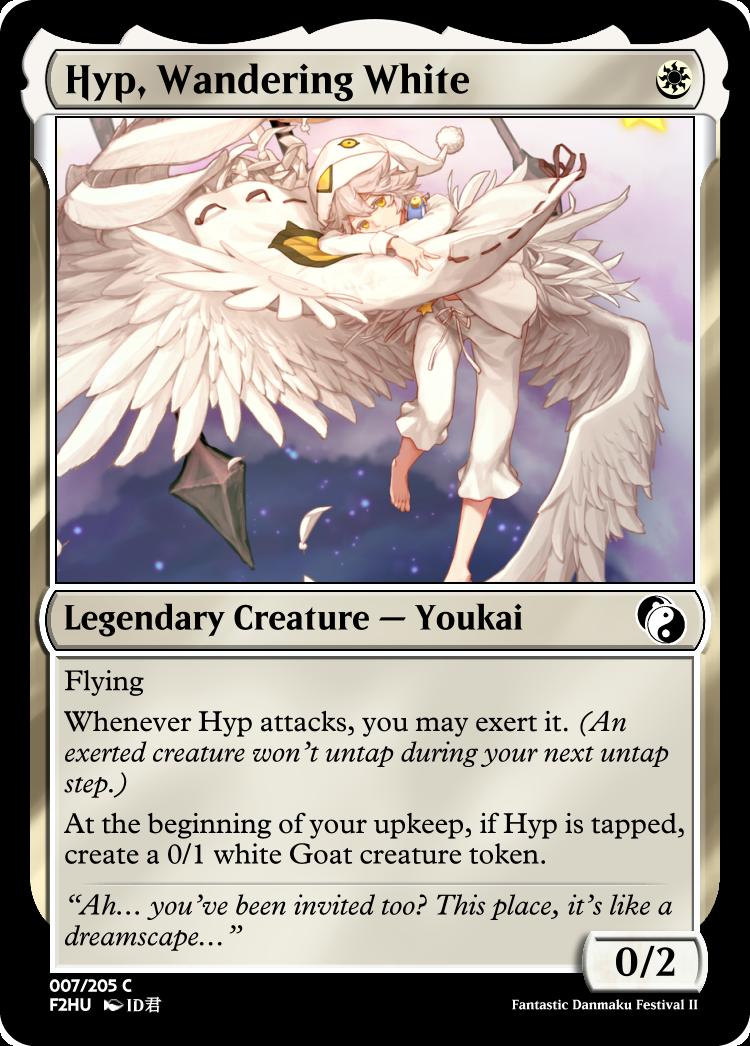 Hyp, Wandering White
Legendary Creature — Youkai
Flying
Whenever Hyp attacks, you may exert it. (An
exerted creature won't untap during your next untap
step.)
At the beginning of your upkeep, if Hyp is tapped,
create a 0/1 white Goat creature token.
“Ah… you've been invited too? This place, it's like a
dreamscape…”
0/2
007/205 C
F2HU ID君
Fantastic Danmaku Festival II